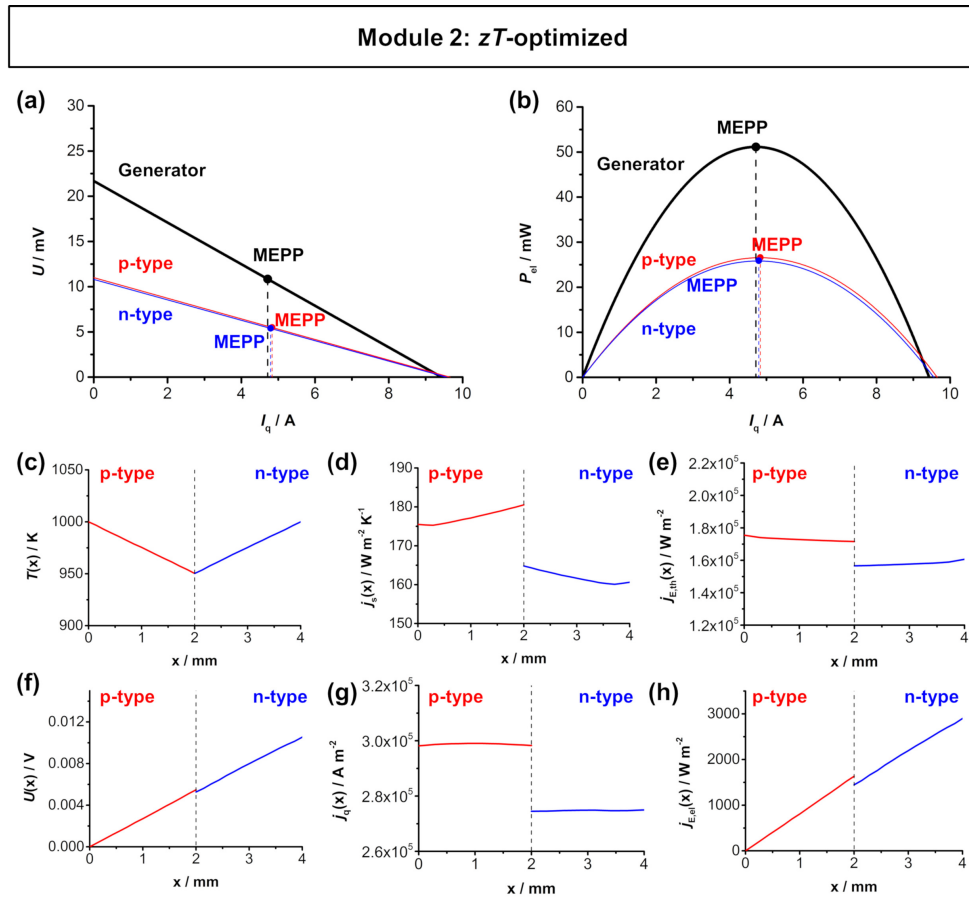 Module 2: zT-optimized
(a)
30
25
20
15
10
5
0
U / mV
Generator
MEPP
p-type
MEPP
MEPP
n-type
0 2 4 6 8 10
Iq / A
(b)
60
50
40
30
20
10
0
Pel / mW
MEPP
Generator
p-type
MEPP
MEPP
n-type
0 2 4 6 8 10
Iq / A
(c)
1050
1000
950
900
T(x) / K
p-type n-type
0 1 2 3 4
x / mm
(d)
190
180
175
165
160
150
js(x) / W m-2 K-1
p-type n-type
0 1 2 3 4
x / mm
(e)
2.2x10⁵
2.0x10⁵
1.8x10⁵
1.6x10⁵
1.4x10⁵
1.2x10⁵
jE,th(x) / W m-2
p-type n-type
0 1 2 3 4
x / mm
(f)
0.012
0.008
0.004
0.000
U(x) / V
p-type n-type
0 1 2 3 4
x / mm
(g)
3.2x10⁵
3.0x10⁵
2.8x10⁵
2.6x10⁵
jq(x) / A m-2
p-type n-type
0 1 2 3 4
x / mm
(h)
3000
2000
1000
0
jE,el(x) / W m-2
p-type n-type
0 1 2 3 4
x / mm